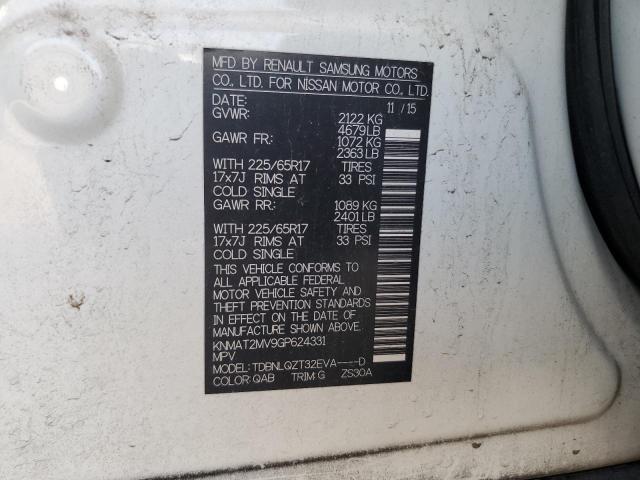 MFD BY RENAULT SAMSUNG MOTORS
CO., LTD. FOR NISSAN MOTOR CO., LTD.
DATE: 11 / 15
GVWR: 2122 KG
4679 LB
GAWR FR: 1072 KG
2363 LB
WITH 225/65R17 TIRES
17x7J RIMS AT 33 PSI
COLD SINGLE
GAWR RR: 1089 KG
2401 LB
WITH 225/65R17 TIRES
17x7J RIMS AT 33 PSI
COLD SINGLE
THIS VEHICLE CONFORMS TO
ALL APPLICABLE FEDERAL
MOTOR VEHICLE SAFETY AND
THEFT PREVENTION STANDARDS
IN EFFECT ON THE DATE OF
MANUFACTURE SHOWN ABOVE.
KNMAT2MV9GP624331
MPV
MODEL: TDBNLQZT32EVA----D
COLOR: QAB TRIM: G ZS30A